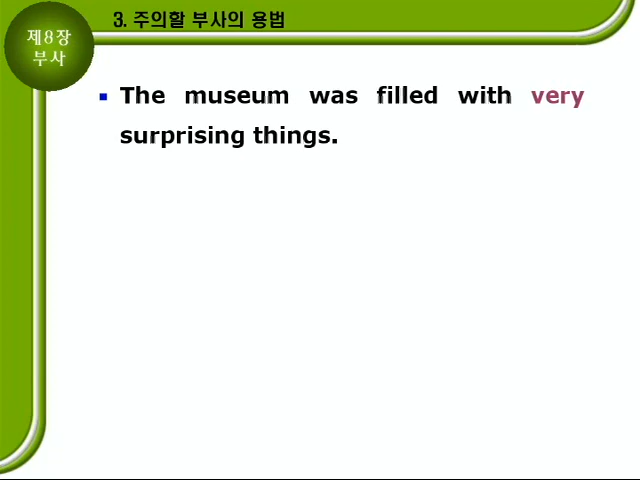 제8장
부사
3. 주의할 부사의 용법
The museum was filled with very
surprising things.